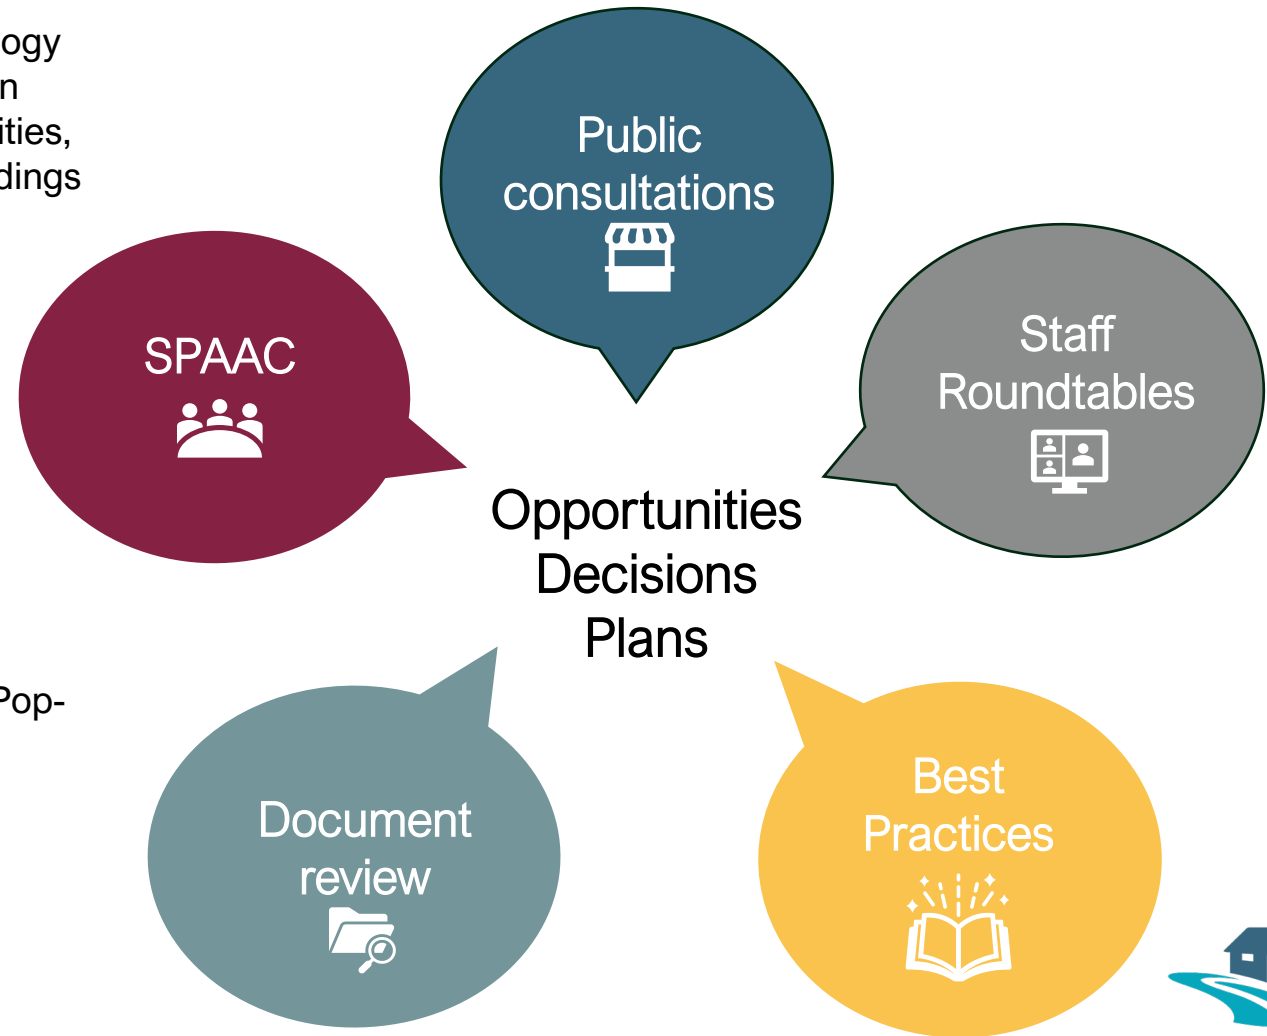 ogy
n
ities,
dings
Public
consultations
SPAAC
Staff
Roundtables
Opportunities
Decisions
Plans
Pop-
Document
review
Best
Practices